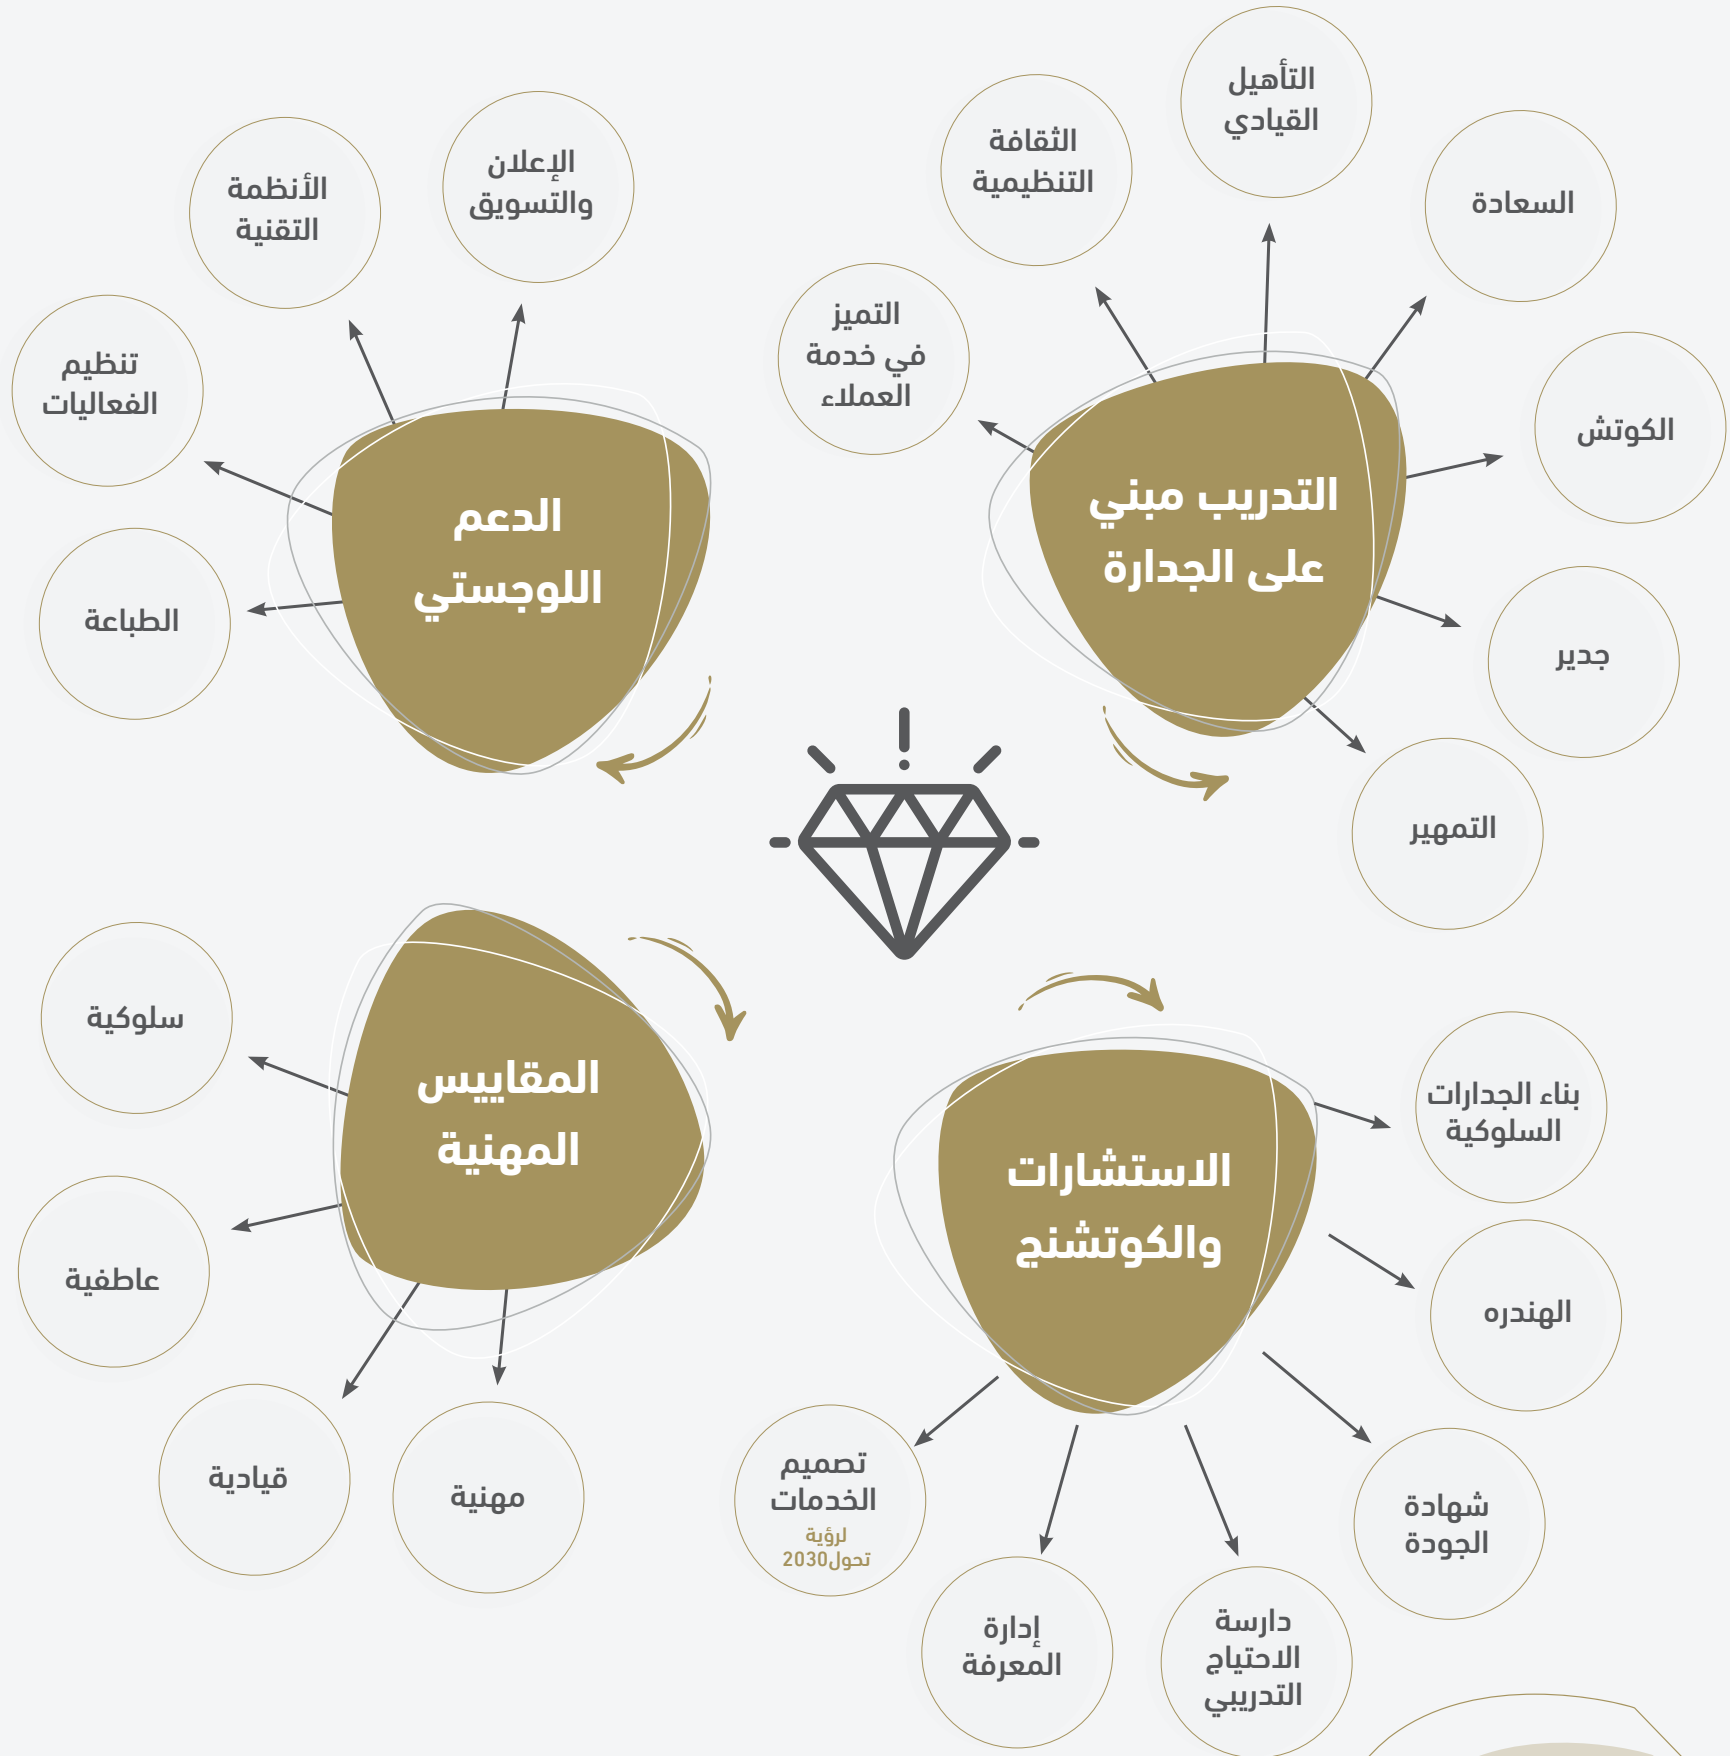 التدريب مبني
على الجدارة
التميز
في خدمة
العملاء
الثقافة
التنظيمية
التأهيل
القيادي
السعادة
الكوتش
جدير
التمهير
الدعم
اللوجستي
الإعلان
والتسويق
الأنظمة
التقنية
تنظيم
الفعاليات
الطباعة
الاستشارات
والكوتشنج
بناء الجدارات
السلوكية
الهندره
شهادة
الجودة
دارسة
الاحتياج
التدريبي
إدارة
المعرفة
تصميم
الخدمات
لرؤية
تحول2030
المقاييس
المهنية
سلوكية
عاطفية
قيادية
مهنية